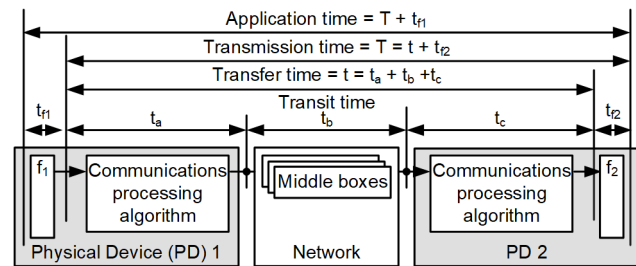 Application time = T + tf1
Transmission time = T = t + tf2
Transfer time = t = ta + tb +tc
Transit time
tf1
ta
tb
tc
tf2
f1
Communications
processing
algorithm
Middle boxes
Communications
processing
algorithm
f2
Physical Device (PD) 1
Network
PD 2